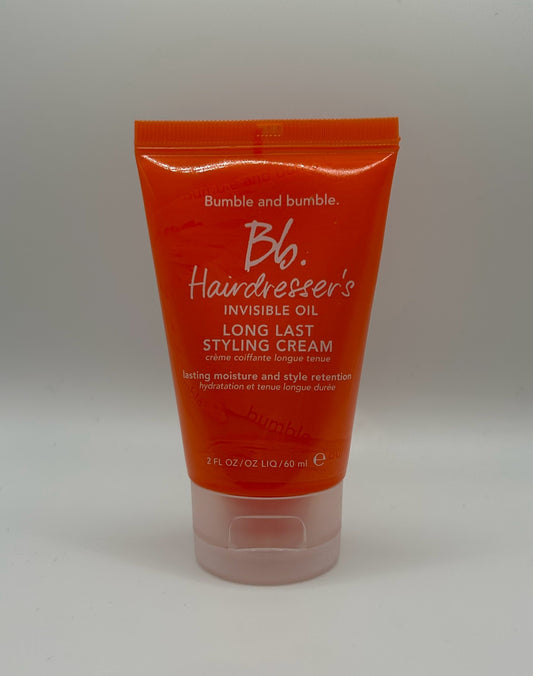 Bumble and bumble.
Bb.
Hairdresser's
INVISIBLE OIL
LONG LAST
STYLING CREAM
crème coiffante longue tenue
lasting moisture and style retention
hydratation et tenue longue durée
bumble
2 FL OZ/OZ LIQ/60 ml e